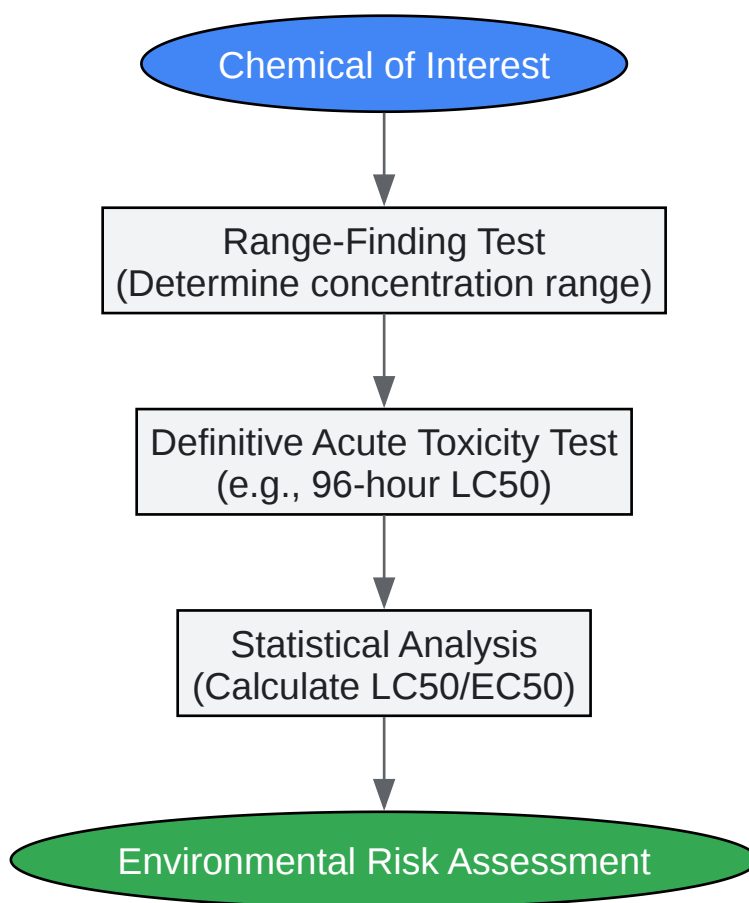 Chemical of Interest
Range-Finding Test
(Determine concentration range)
Definitive Acute Toxicity Test
(e.g., 96-hour LC50)
Statistical Analysis
(Calculate LC50/EC50)
Environmental Risk Assessment